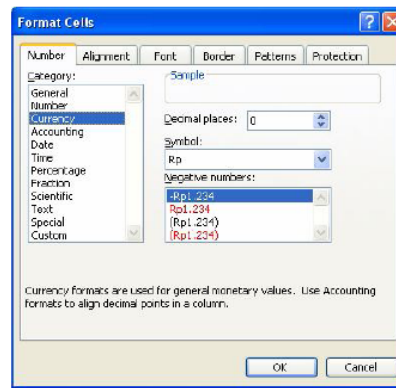 Format Cells
Number Alignment Font Border Patterns Protection
Category:
General
Number
Currency
Accounting
Date
Time
Percentage
Fraction
Scientific
Text
Special
Custom
Sample
Decimal places: 0
Symbol:
Rp
Negative numbers:
-Rp1.234
Rp1.234
(Rp1.234)
(Rp1.234)
Currency formats are used for general monetary values. Use Accounting
formats to align decimal points in a column.
OK Cancel